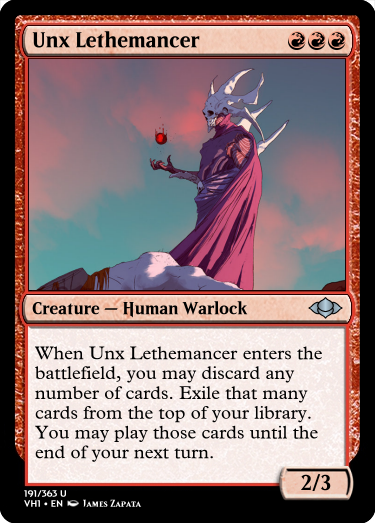 Unx Lethemancer
Creature — Human Warlock
When Unx Lethemancer enters the
battlefield, you may discard any
number of cards. Exile that many
cards from the top of your library.
You may play those cards until the
end of your next turn.
2/3
191/363 U
VH1 • EN James Zapata